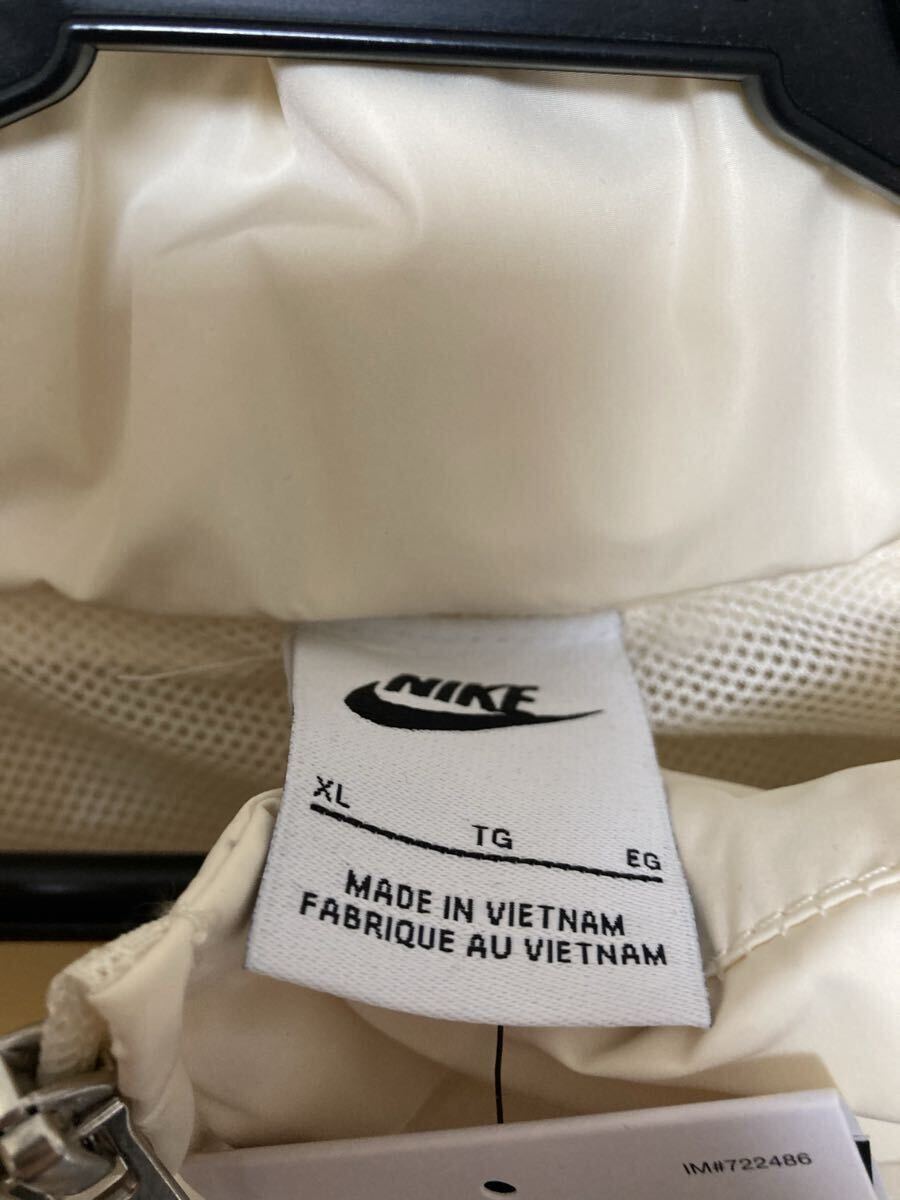 NIKE
XL TG EG
MADE IN VIETNAM
FABRIQUE AU VIETNAM
IM#722486